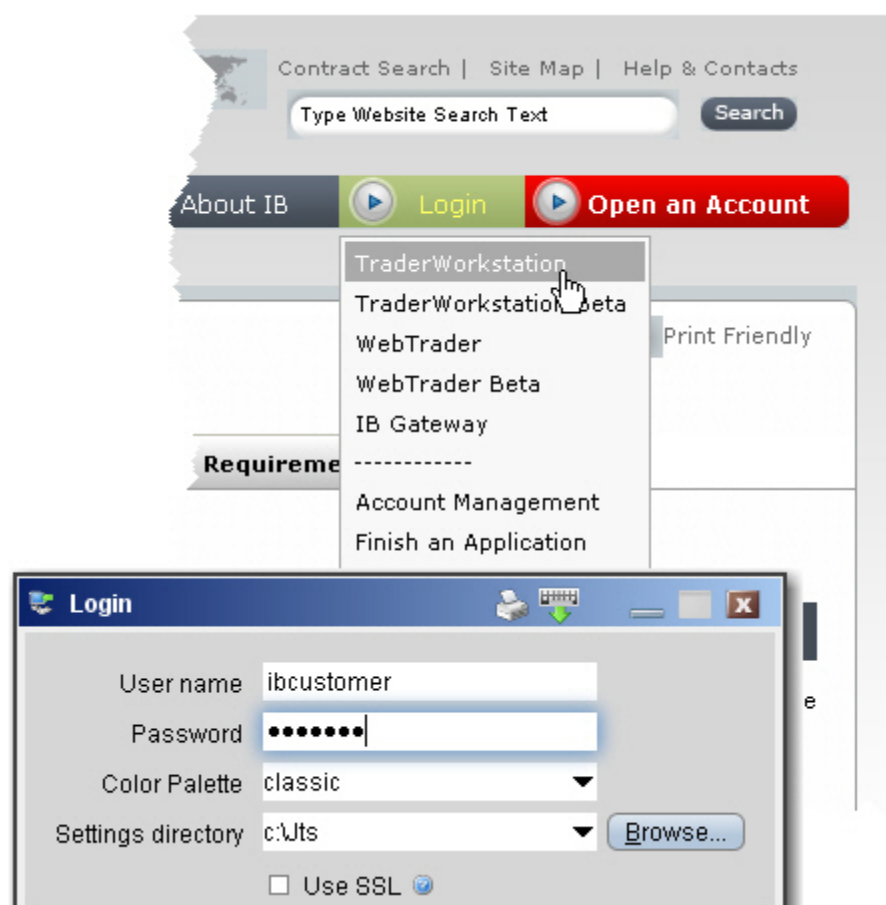 Contract Search | Site Map | Help & Contacts
Type Website Search Text Search
About IB Login Open an Account
TraderWorkstation
TraderWorkstation Beta
Print Friendly
WebTrader
WebTrader Beta
IB Gateway
Requireme
------------
Account Management
Finish an Application
Login
User name ibcustomer
e
Password •••••••
Color Palette classic
Settings directory c:\Jts Browse...
Use SSL